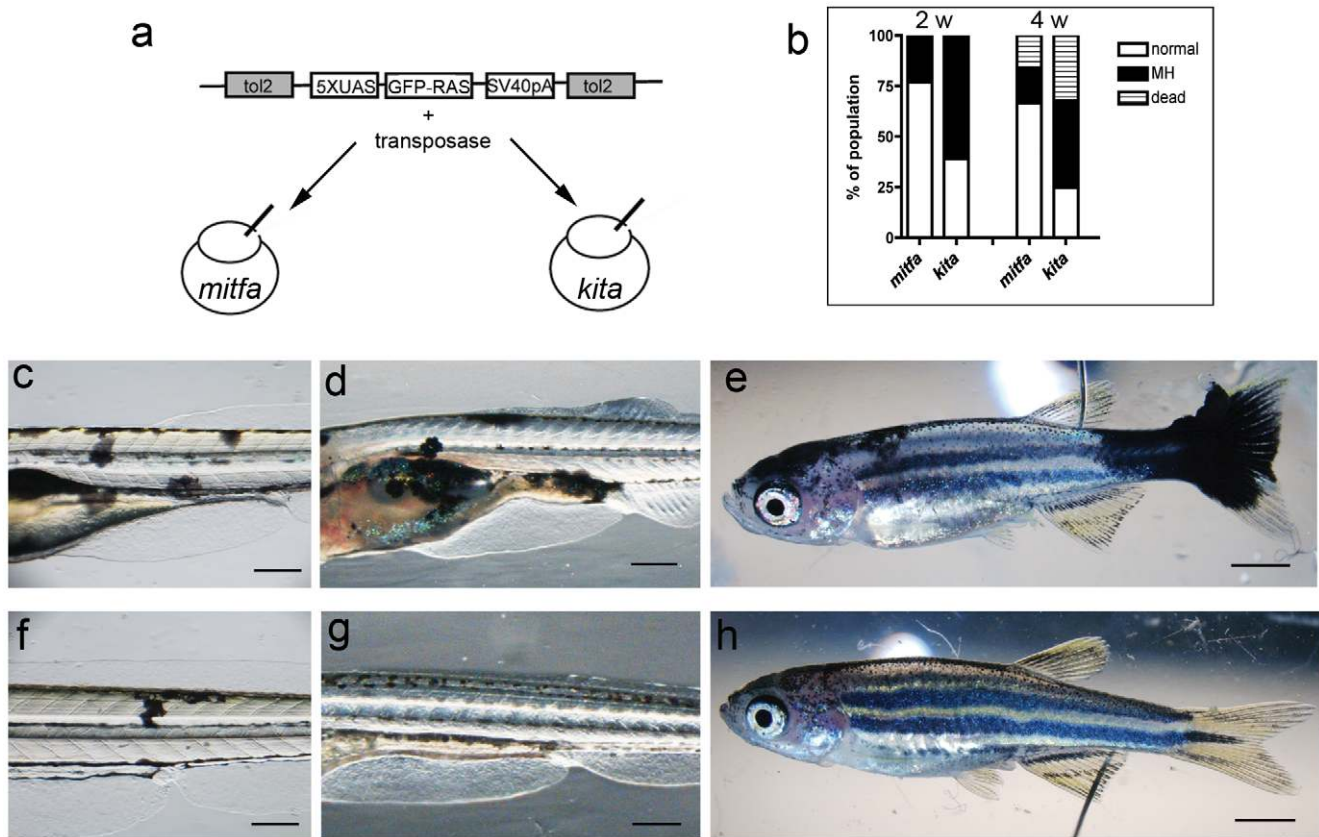 a
tol2 5XUAS GFP-RAS SV40pA tol2
+
transposase
mitfa
kita
b
2 w 4 w
% of population
100
75
50
25
0
mitfa kita mitfa kita
normal
MH
dead
c
d
e
f
g
h